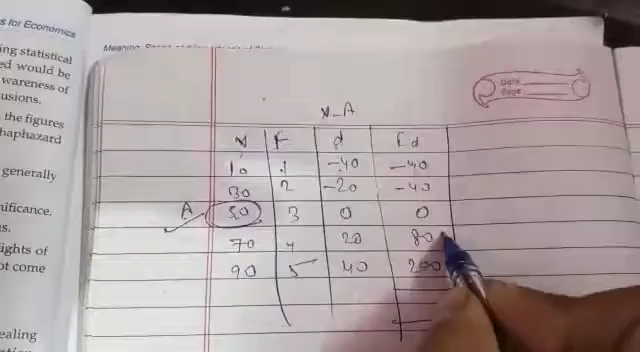 s for Economics
ing statistical
ed would be
wareness of
usions.
the figures
haphazard
generally
nificance.
s.
ights of
ot come
ealing
Meaning,
Date
Page
X-A
X F d Fd
10 1 -40 -40
30 2 -20 -40
A 50 3 0 0
70 4 20 80
90 5 40 200